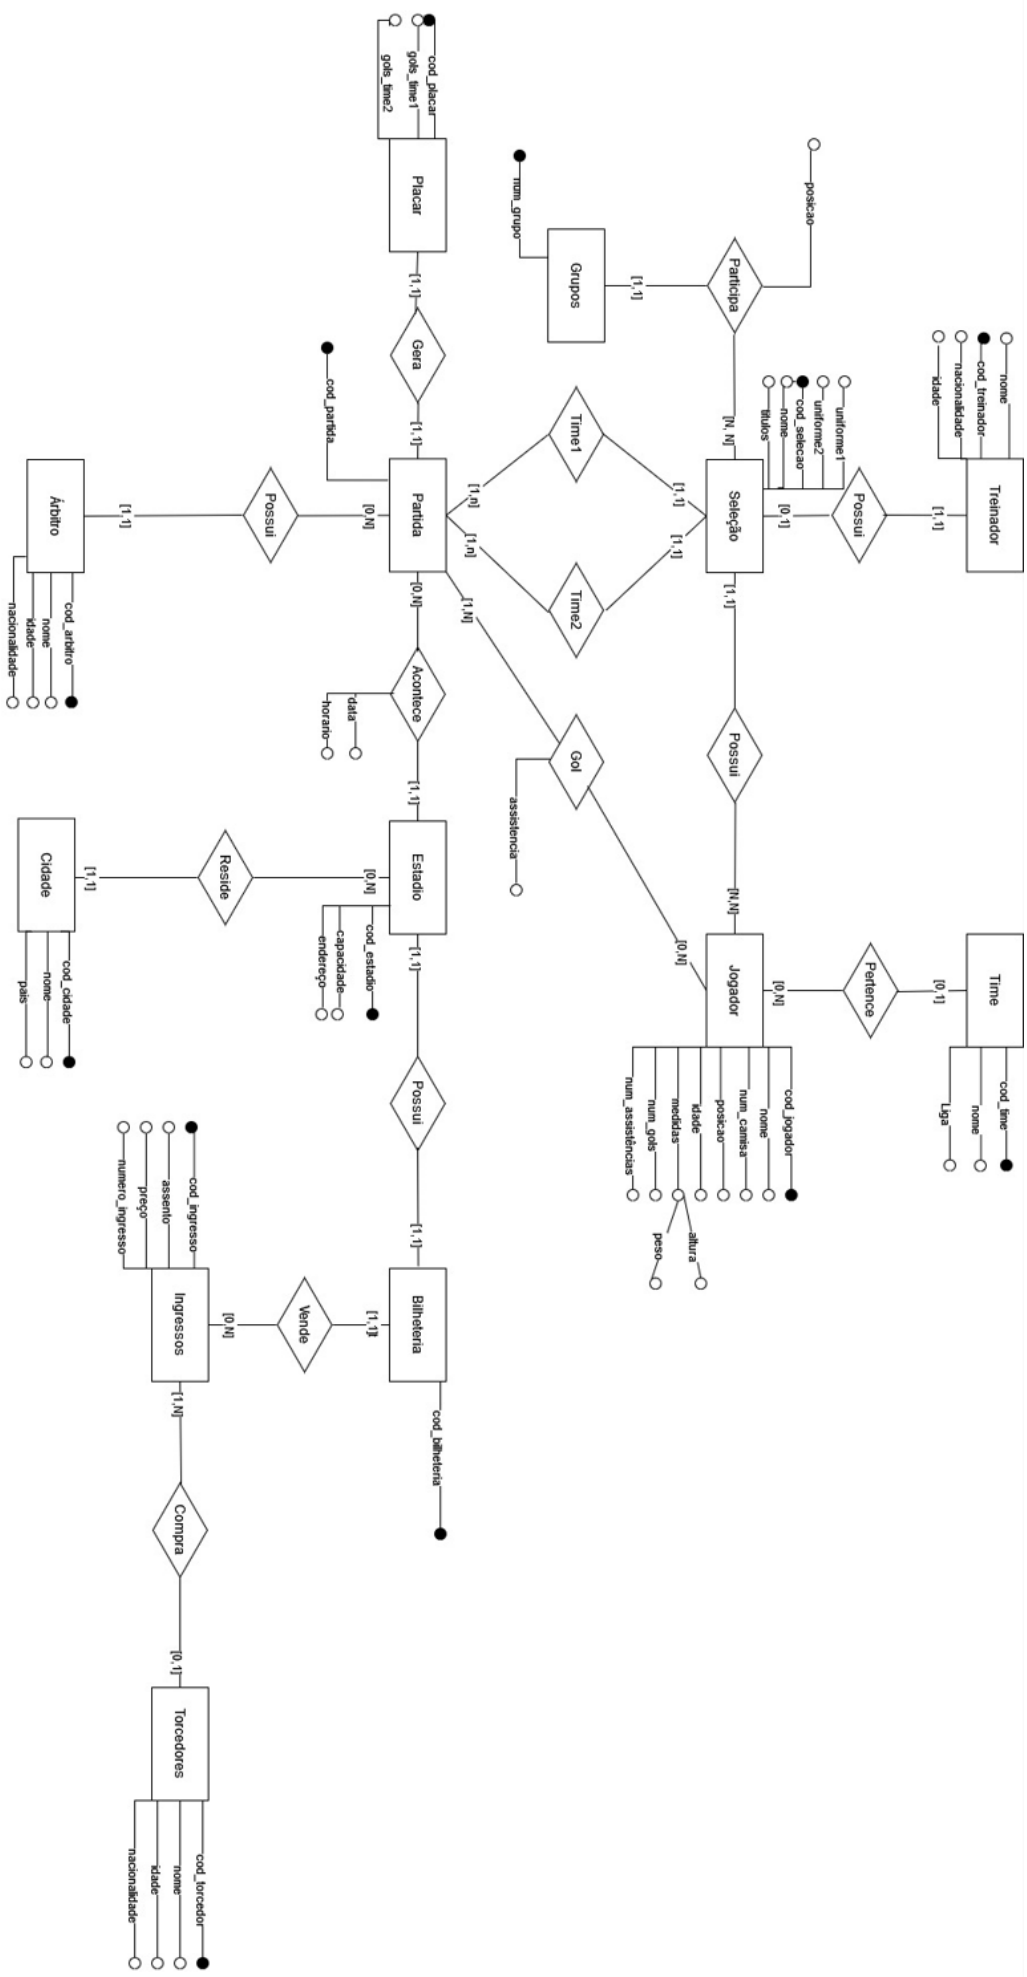 Treinador
nome
cod_treinador
nacionalidade
idade
[1,1]
Possui
[0,1]
Time
cod_time
nome
Liga
[0,1]
Pertence
[0,N]
posicao
Participa
[N, N]
[1,1]
Grupos
num_grupo
uniforme1
uniforme2
cod_selecao
nome
titulos
Seleção
[1,1]
Possui
[N,N]
Jogador
cod_jogador
nome
num_camisa
posicao
idade
medidas
altura
peso
num_gols
num_assistências
[1,1]
[1,1]
Time1
Time2
[1,n]
[1,n]
[0,N]
Gol
assistencia
[1,N]
cod_placar
gols_time1
gols_time2
Placar
[1,1]
Gera
[1,1]
Partida
cod_partida
[0,N]
Acontece
data
horario
[1,1]
Estadio
cod_estadio
capacidade
endereço
[1,1]
Possui
[1,1]
Bilheteria
cod_bilheteria
[0,N]
Possui
[1,1]
Árbitro
cod_arbitro
nome
idade
nacionalidade
[0,N]
Reside
[1,1]
Cidade
cod_cidade
nome
pais
[1,1]
Vende
[0,N]
cod_ingresso
assento
preço
numero_ingresso
Ingressos
[1,N]
Compra
[0,1]
Torcedores
cod_torcedor
nome
idade
nacionalidade